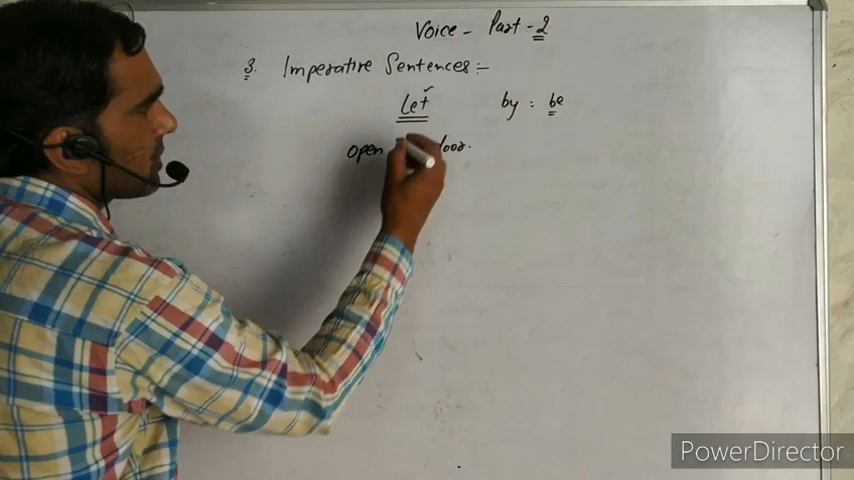 Voice - Part - 2
3. Imperative Sentences :-
Let by : be
open door.
PowerDirector